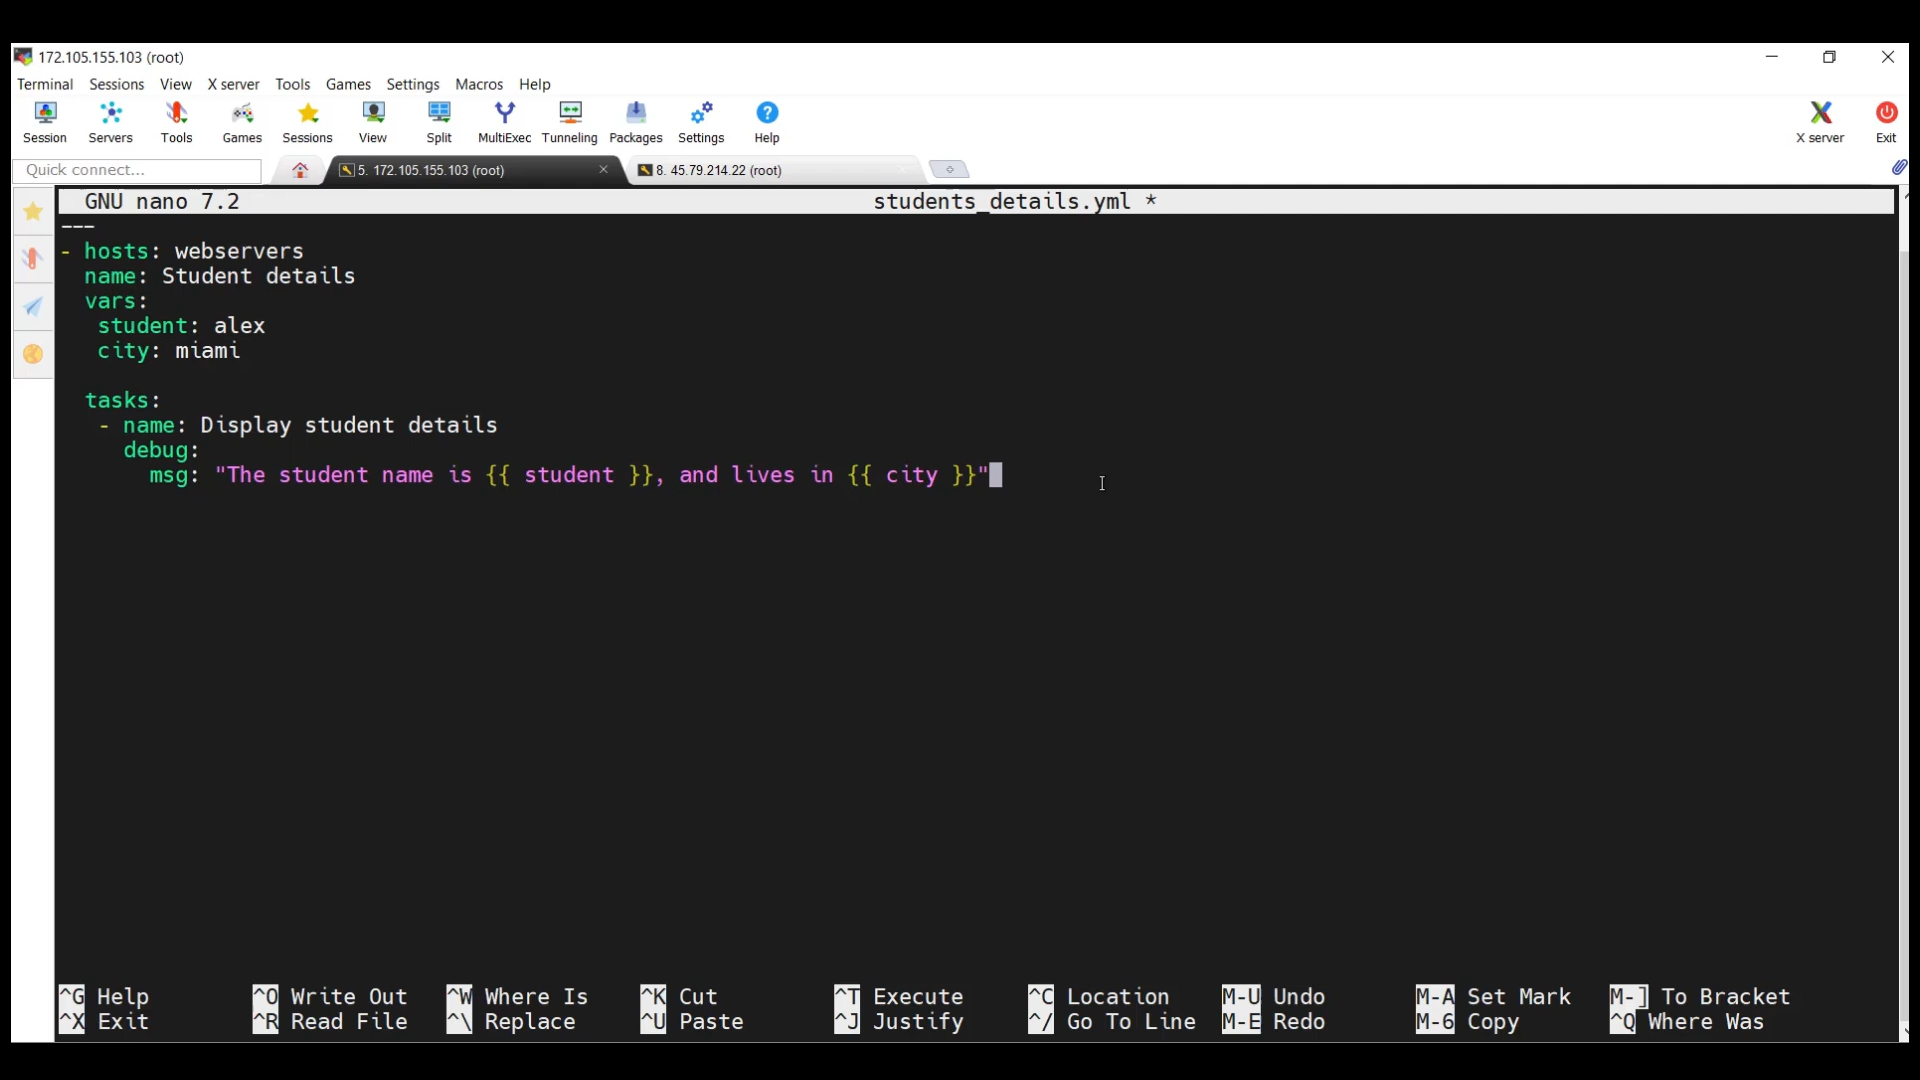 172.105.155.103 (root)
Terminal Sessions View X server Tools Games Settings Macros Help
Session Servers Tools Games Sessions View Split MultiExec Tunneling Packages Settings Help X server Exit
Quick connect... 5. 172.105.155.103 (root) 8. 45.79.214.22 (root)
GNU nano 7.2 students_details.yml *
---
- hosts: webservers
  name: Student details
  vars:
   student: alex
   city: miami
  tasks:
   - name: Display student details
     debug:
       msg: "The student name is {{ student }}, and lives in {{ city }}"
^G Help ^O Write Out ^W Where Is ^K Cut ^T Execute ^C Location M-U Undo M-A Set Mark M-] To Bracket
^X Exit ^R Read File ^\ Replace ^U Paste ^J Justify ^/ Go To Line M-E Redo M-6 Copy ^Q Where Was